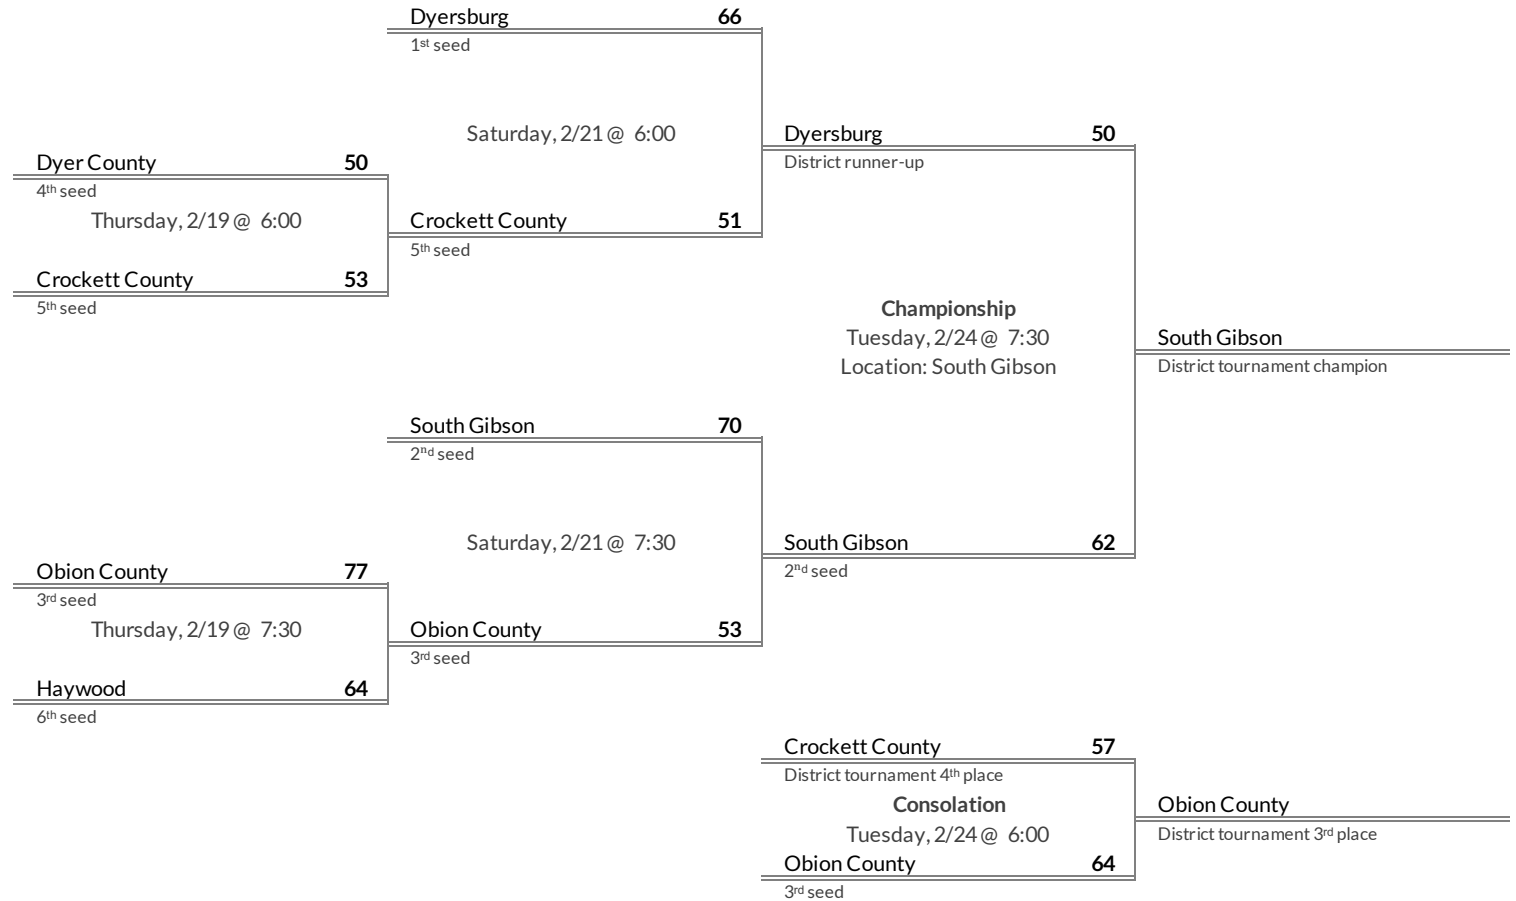 Dyersburg 66
1st seed
Saturday, 2/21 @ 6:00
Dyersburg 50
District runner-up
Dyer County 50
4th seed
Thursday, 2/19 @ 6:00
Crockett County 51
5th seed
Crockett County 53
5th seed
Championship
Tuesday, 2/24 @ 7:30
Location: South Gibson
South Gibson
District tournament champion
South Gibson 70
2nd seed
Saturday, 2/21 @ 7:30
South Gibson 62
2nd seed
Obion County 77
3rd seed
Thursday, 2/19 @ 7:30
Obion County 53
3rd seed
Haywood 64
6th seed
Crockett County 57
District tournament 4th place
Consolation
Tuesday, 2/24 @ 6:00
Obion County 64
3rd seed
Obion County
District tournament 3rd place